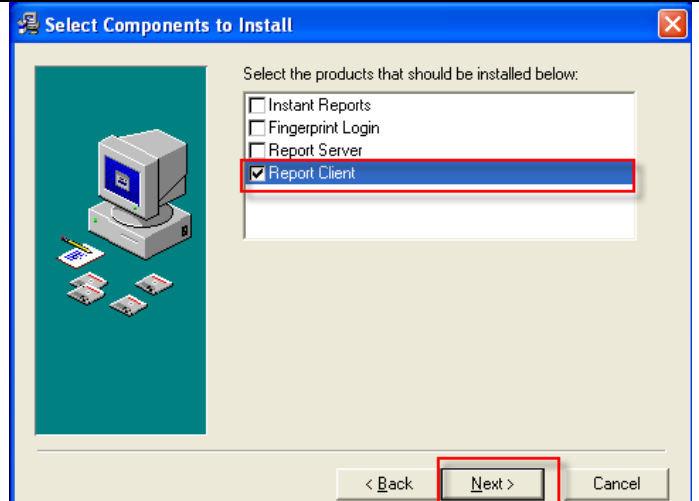 Select Components to Install
Select the products that should be installed below:
Instant Reports
Fingerprint Login
Report Server
Report Client
< Back
Next >
Cancel